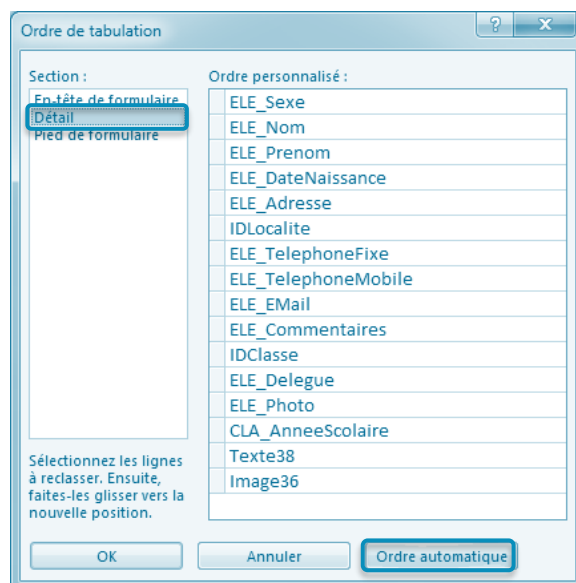 Ordre de tabulation
?
X
Section :
En-tête de formulaire
Détail
Pied de formulaire
Sélectionnez les lignes
à reclasser. Ensuite,
faites-les glisser vers la
nouvelle position.
Ordre personnalisé :
ELE_Sexe
ELE_Nom
ELE_Prenom
ELE_DateNaissance
ELE_Adresse
IDLocalite
ELE_TelephoneFixe
ELE_TelephoneMobile
ELE_EMail
ELE_Commentaires
IDClasse
ELE_Delegue
ELE_Photo
CLA_AnneeScolaire
Texte38
Image36
OK
Annuler
Ordre automatique